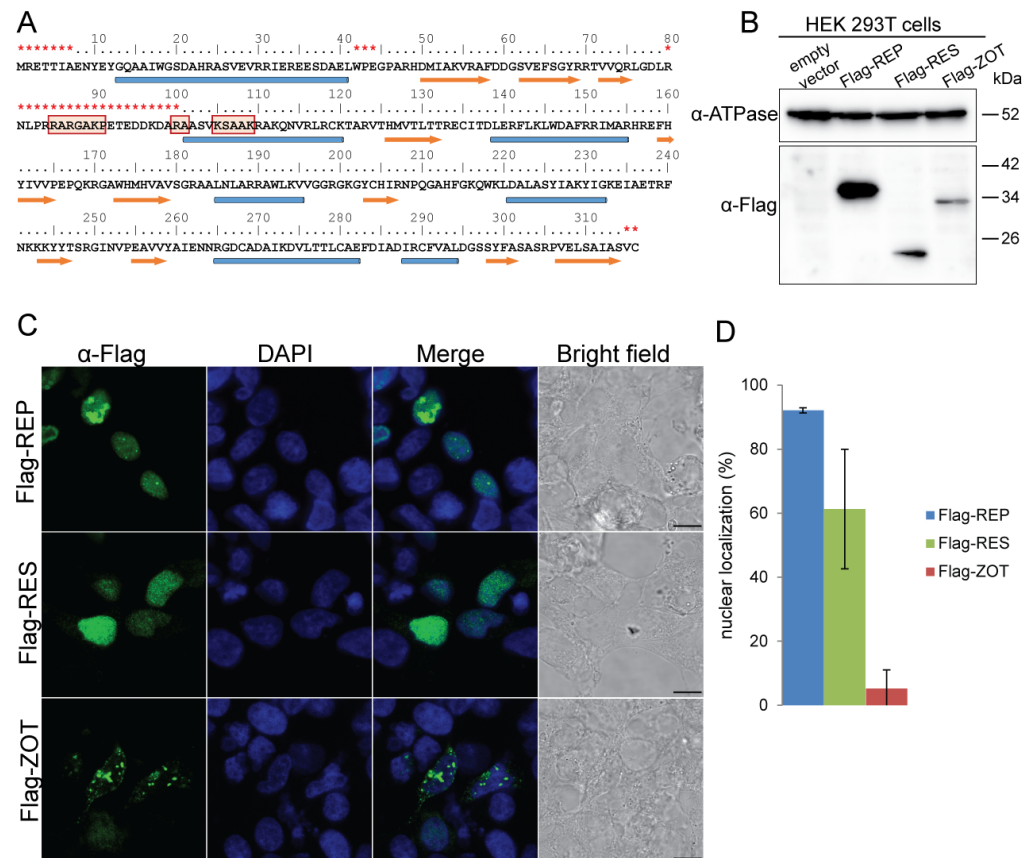 A
10 20 30 40 50 60 70 80
MRETTIAENYEYGQAAIWGSDAHRASVEVRRIEREESDAELWPEGPARHDMIAKVRAFDDGSVEFSGYRRTVVQRLGDLR
90 100 110 120 130 140 150 160
NLPRRARGAKPETEDDKDARAASVKSAAKRAKQNVRLRCKTARVTHMVTLTTRECITDLERFLKLWDAFRRIMARHREFH
170 180 190 200 210 220 230 240
YIVVPEPQKRGAWHMHVAVSGRAALNLARRAWLKVVGGRGKGYCHIRNPQGAHFGKQWKLDALASYIAKYIGKEIAETRF
250 260 270 280 290 300 310
NKKKYYTSRGINVPEAVVYAIENNRGDCADAIKDVLTTLCAEFDIADIRCFVALDGSSYFASASRPVELSAIASVC
B
HEK 293T cells
empty vector Flag-REP Flag-RES Flag-ZOT kDa
α-ATPase 52
α-Flag
42
34
26
C
α-Flag DAPI Merge Bright field
Flag-REP
Flag-RES
Flag-ZOT
D
nuclear localization (%)
100
80
60
40
20
0
Flag-REP
Flag-RES
Flag-ZOT